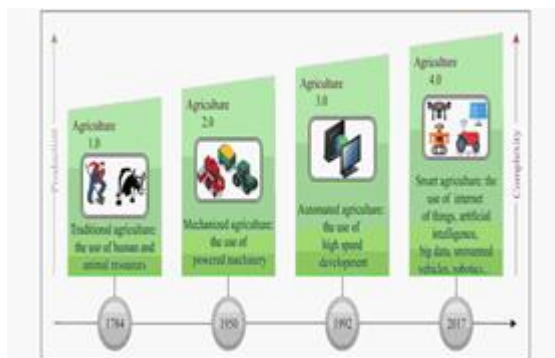 Production
Agriculture
1.0
Traditional agriculture:
the use of human and
animal resources
1784
Agriculture
2.0
Mechanized agriculture:
the use of
powered machinery
1950
Agriculture
3.0
Automated agriculture:
the use of
high speed
development
1992
Agriculture
4.0
Smart agriculture: the
use of internet
of things, artificial
intelligence,
big data, unmanned
vehicles, robotics...
2017
Complexity